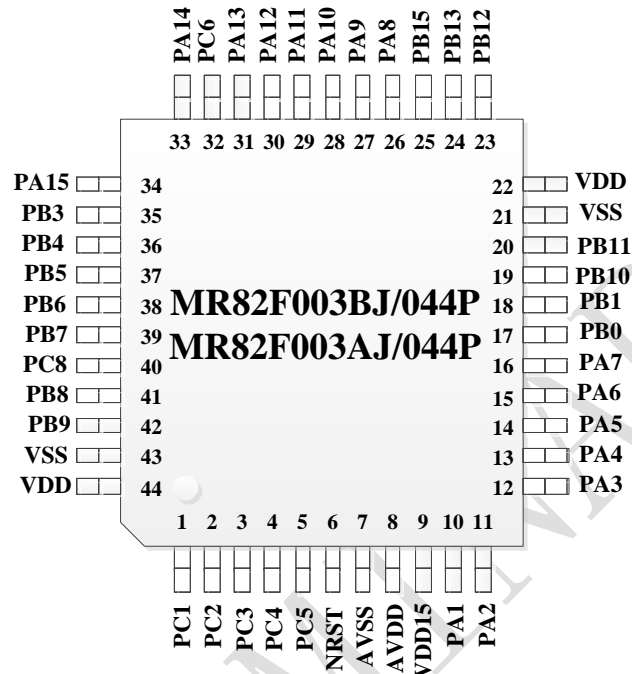 PA14 PC6 PA13 PA12 PA11 PA10 PA9 PA8 PB15 PB13 PB12
33 32 31 30 29 28 27 26 25 24 23
PA15 34
PB3 35
PB4 36
PB5 37
PB6 38
PB7 39
PC8 40
PB8 41
PB9 42
VSS 43
VDD 44
MR82F003BJ/044P
MR82F003AJ/044P
22 VDD
21 VSS
20 PB11
19 PB10
18 PB1
17 PB0
16 PA7
15 PA6
14 PA5
13 PA4
12 PA3
1 2 3 4 5 6 7 8 9 10 11
PC1 PC2 PC3 PC4 PC5 NRST AVSS AVDD VDD15 PA1 PA2